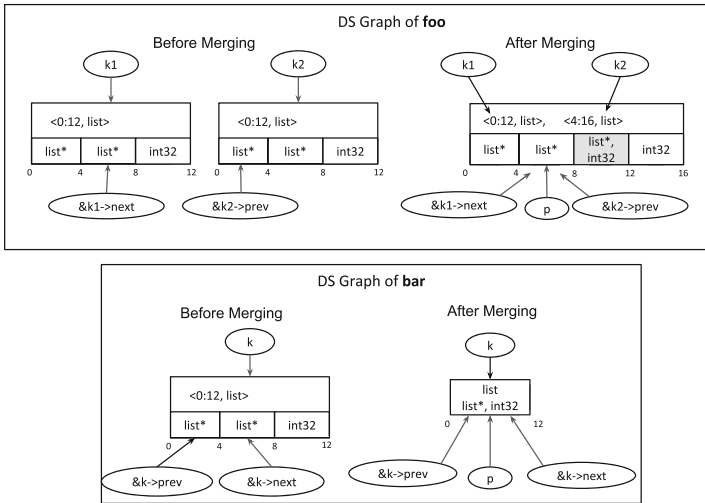 DS Graph of foo
Before Merging
After Merging
k1
k2
k1
k2
<0:12, list>
<0:12, list>
<0:12, list>, <4:16, list>
list* list* int32
list* list* int32
list* list* list*, int32 int32
0 4 8 12
0 4 8 12
0 4 8 12 16
&k1->next
&k2->prev
&k1->next
p
&k2->prev
DS Graph of bar
Before Merging
After Merging
k
k
<0:12, list>
list
list*, int32
list* list* int32
0 4 8 12
0 12
&k->prev
&k->next
&k->prev
p
&k->next